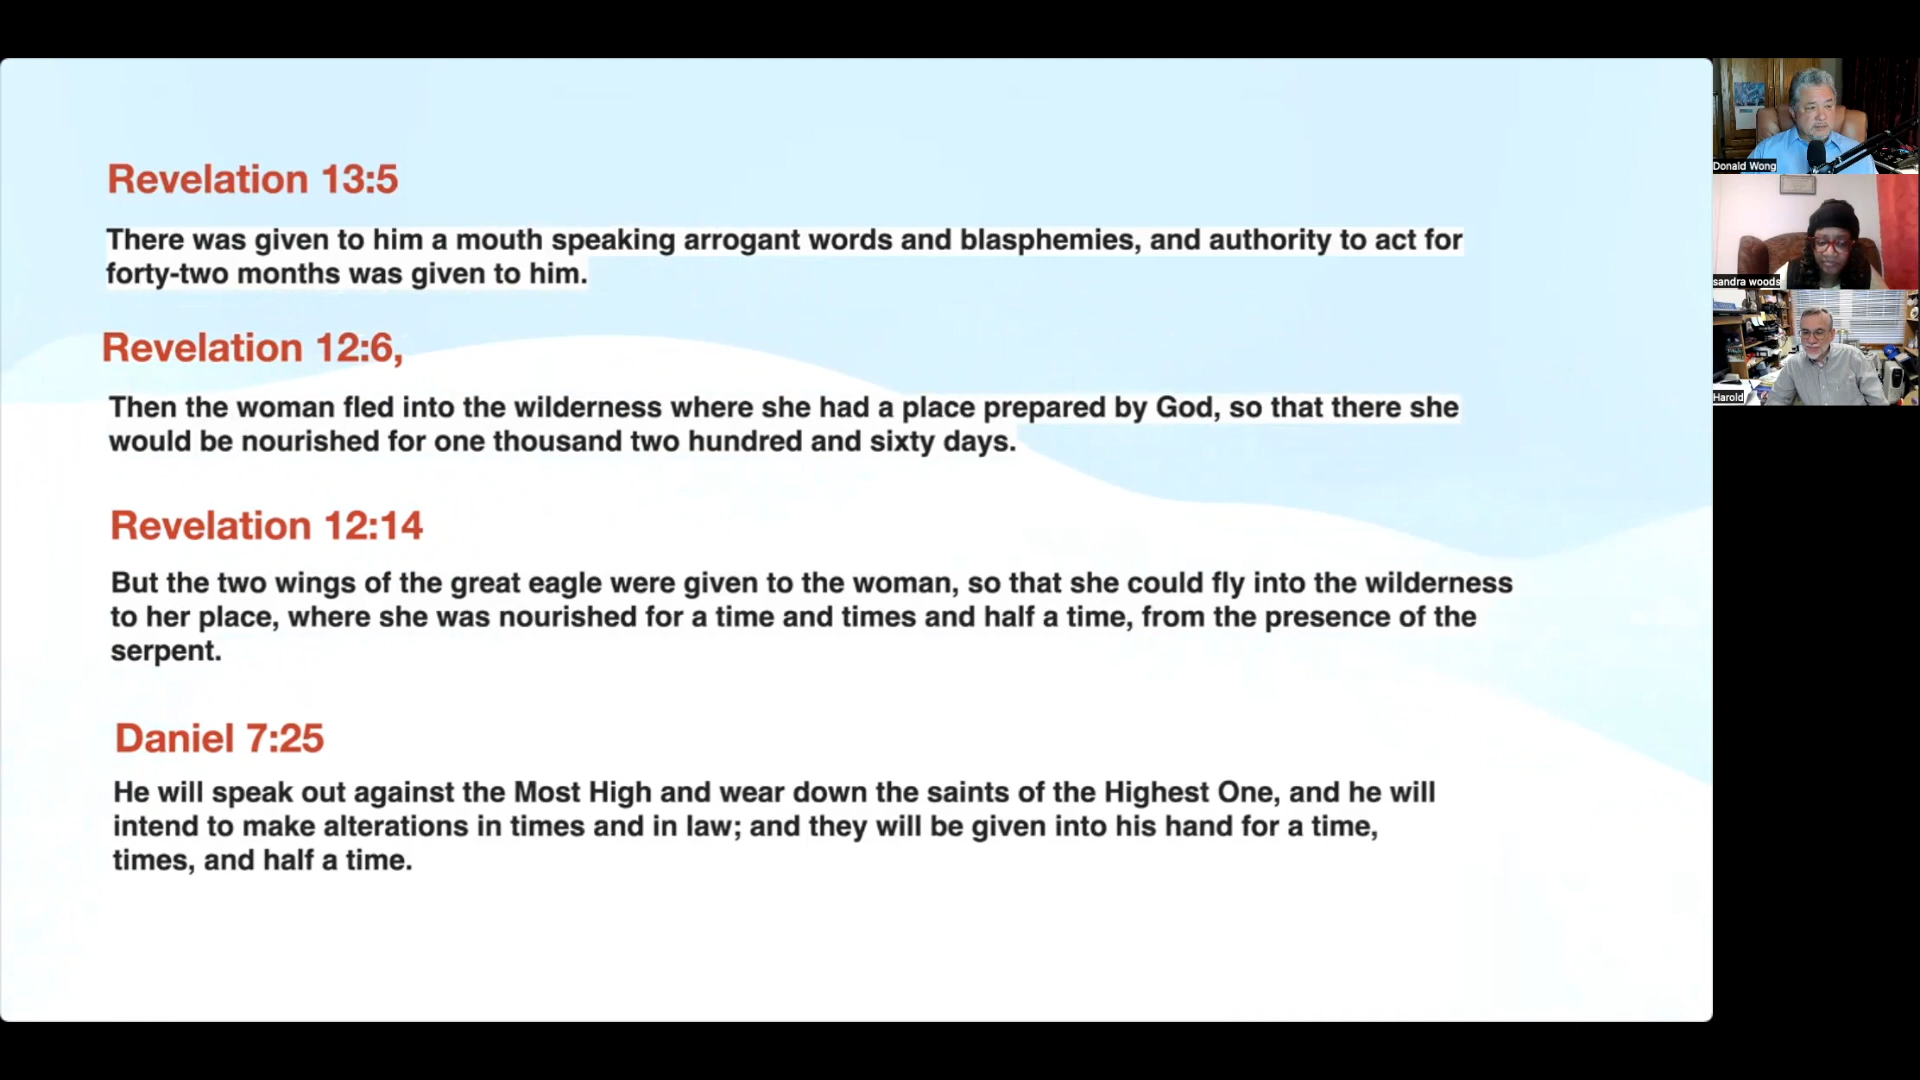 Revelation 13:5
There was given to him a mouth speaking arrogant words and blasphemies, and authority to act for
forty-two months was given to him.
Revelation 12:6,
Then the woman fled into the wilderness where she had a place prepared by God, so that there she
would be nourished for one thousand two hundred and sixty days.
Revelation 12:14
But the two wings of the great eagle were given to the woman, so that she could fly into the wilderness
to her place, where she was nourished for a time and times and half a time, from the presence of the
serpent.
Daniel 7:25
He will speak out against the Most High and wear down the saints of the Highest One, and he will
intend to make alterations in times and in law; and they will be given into his hand for a time,
times, and half a time.
Donald Wong
sandra woods
Harold